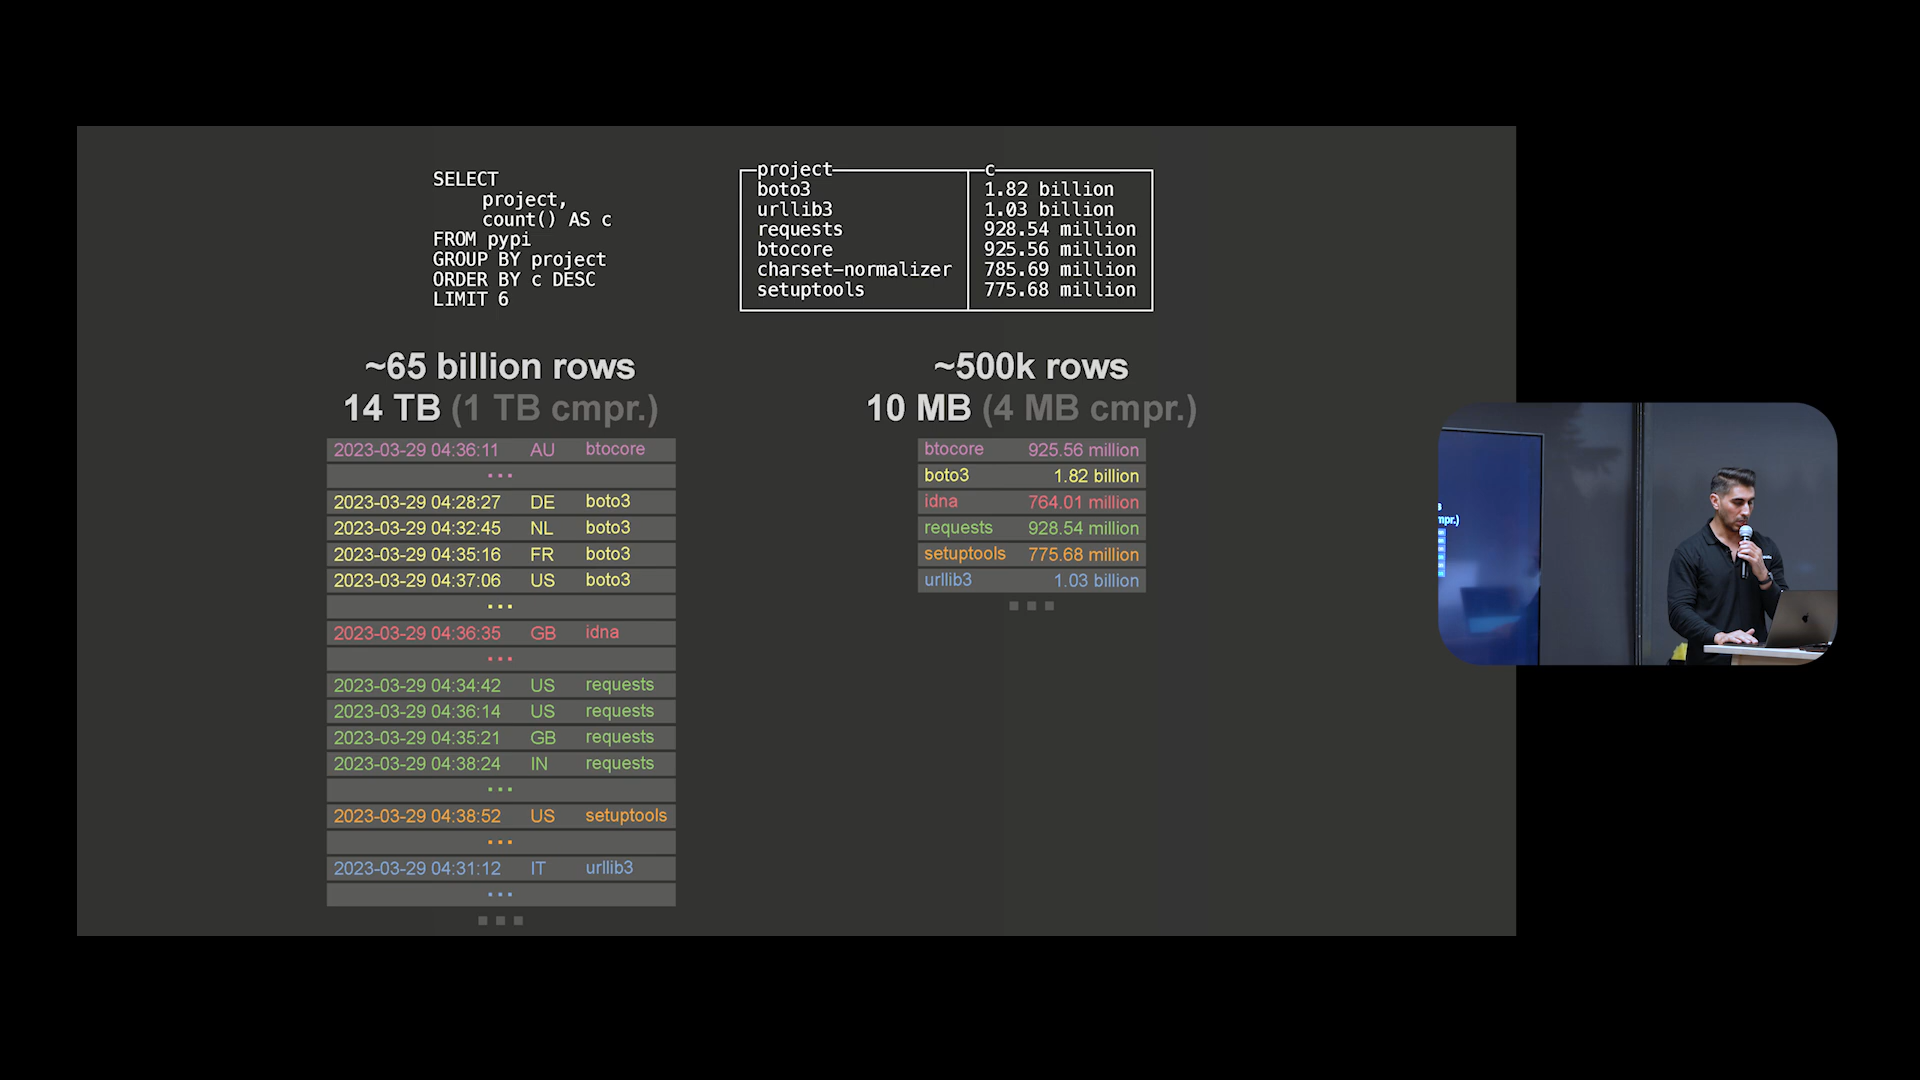 SELECT
project,
count() AS c
FROM pypi
GROUP BY project
ORDER BY c DESC
LIMIT 6
project c
boto3 1.82 billion
urllib3 1.03 billion
requests 928.54 million
btocore 925.56 million
charset-normalizer 785.69 million
setuptools 775.68 million
~65 billion rows
14 TB (1 TB cmpr.)
2023-03-29 04:36:11 AU btocore
...
2023-03-29 04:28:27 DE boto3
2023-03-29 04:32:45 NL boto3
2023-03-29 04:35:16 FR boto3
2023-03-29 04:37:06 US boto3
...
2023-03-29 04:36:35 GB idna
...
2023-03-29 04:34:42 US requests
2023-03-29 04:36:14 US requests
2023-03-29 04:35:21 GB requests
2023-03-29 04:38:24 IN requests
...
2023-03-29 04:38:52 US setuptools
...
2023-03-29 04:31:12 IT urllib3
...
~500k rows
10 MB (4 MB cmpr.)
btocore 925.56 million
boto3 1.82 billion
idna 764.01 million
requests 928.54 million
setuptools 775.68 million
urllib3 1.03 billion
mpr.)